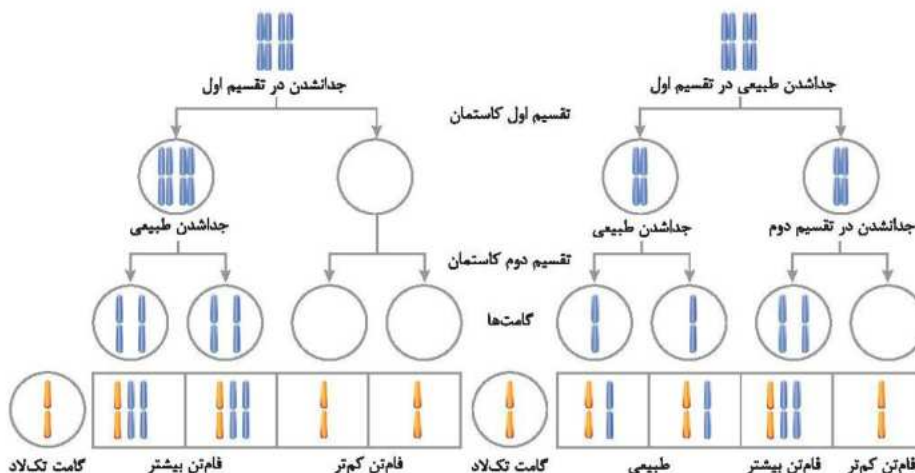 جداشدن طبیعی در تقسیم اول
جدانشدن در تقسیم اول
تقسیم اول کاستمان
جدانشدن در تقسیم دوم
جداشدن طبیعی
جداشدن طبیعی
تقسیم دوم کاستمان
گامت‌ها
فام‌تن کم‌تر
فام‌تن بیشتر
طبیعی
گامت تک‌لاد
فام‌تن کم‌تر
فام‌تن بیشتر
گامت تک‌لاد